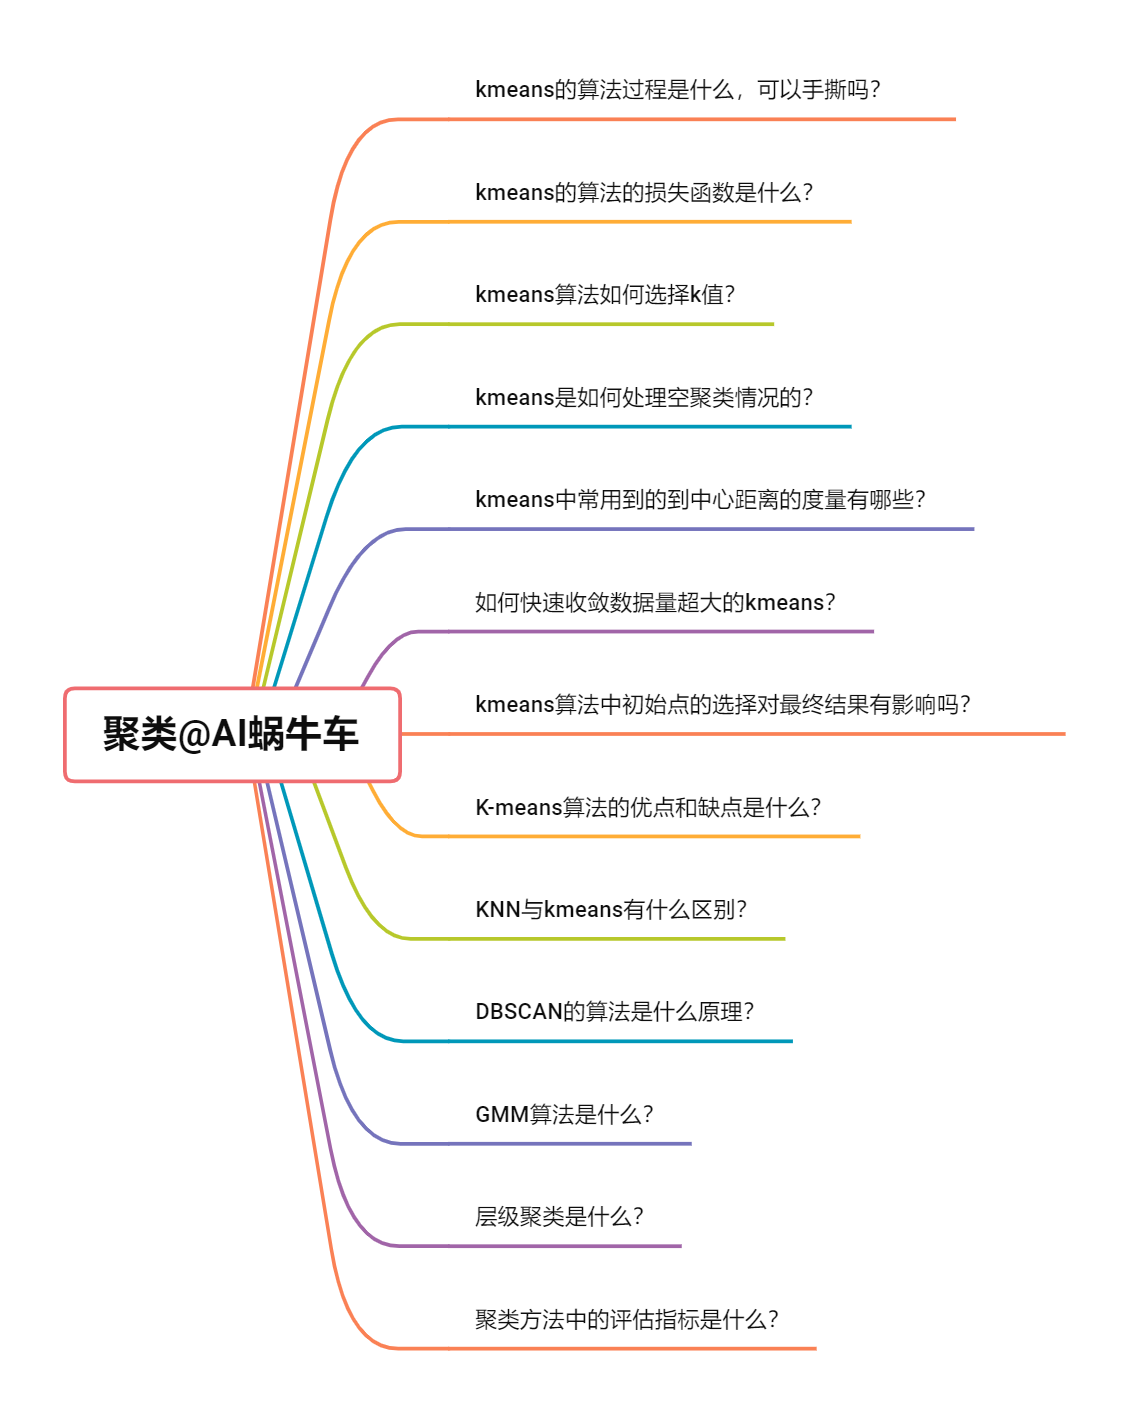 kmeans的算法过程是什么，可以手撕吗？
kmeans的算法的损失函数是什么？
kmeans算法如何选择k值？
kmeans是如何处理空聚类情况的？
kmeans中常用到的到中心距离的度量有哪些？
如何快速收敛数据量超大的kmeans？
聚类@AI蜗牛车
kmeans算法中初始点的选择对最终结果有影响吗？
K-means算法的优点和缺点是什么？
KNN与kmeans有什么区别？
DBSCAN的算法是什么原理？
GMM算法是什么？
层级聚类是什么？
聚类方法中的评估指标是什么？